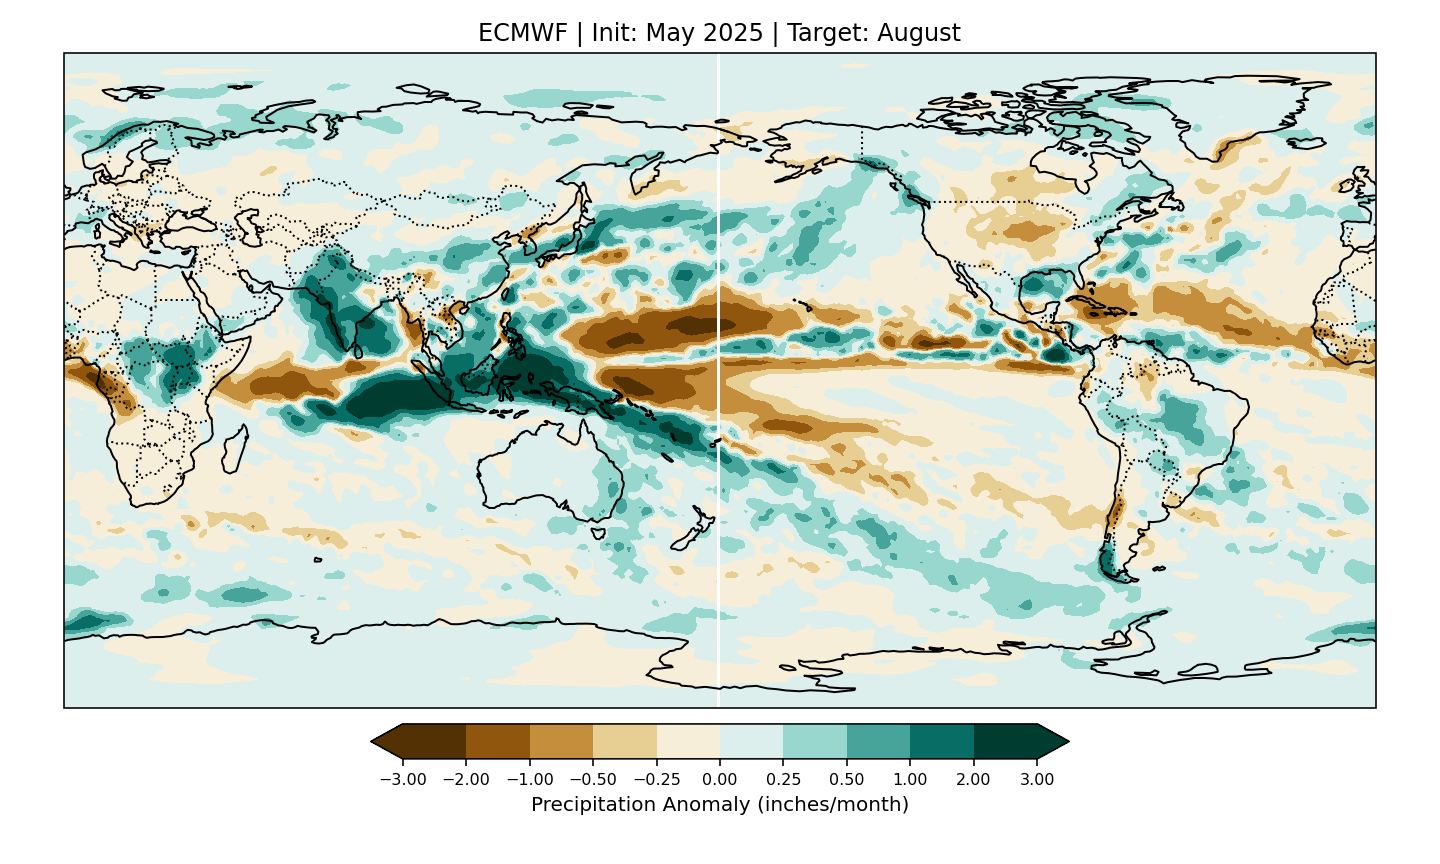 ECMWF | Init: May 2025 | Target: August
−3.00 −2.00 −1.00 −0.50 −0.25 0.00 0.25 0.50 1.00 2.00 3.00
Precipitation Anomaly (inches/month)